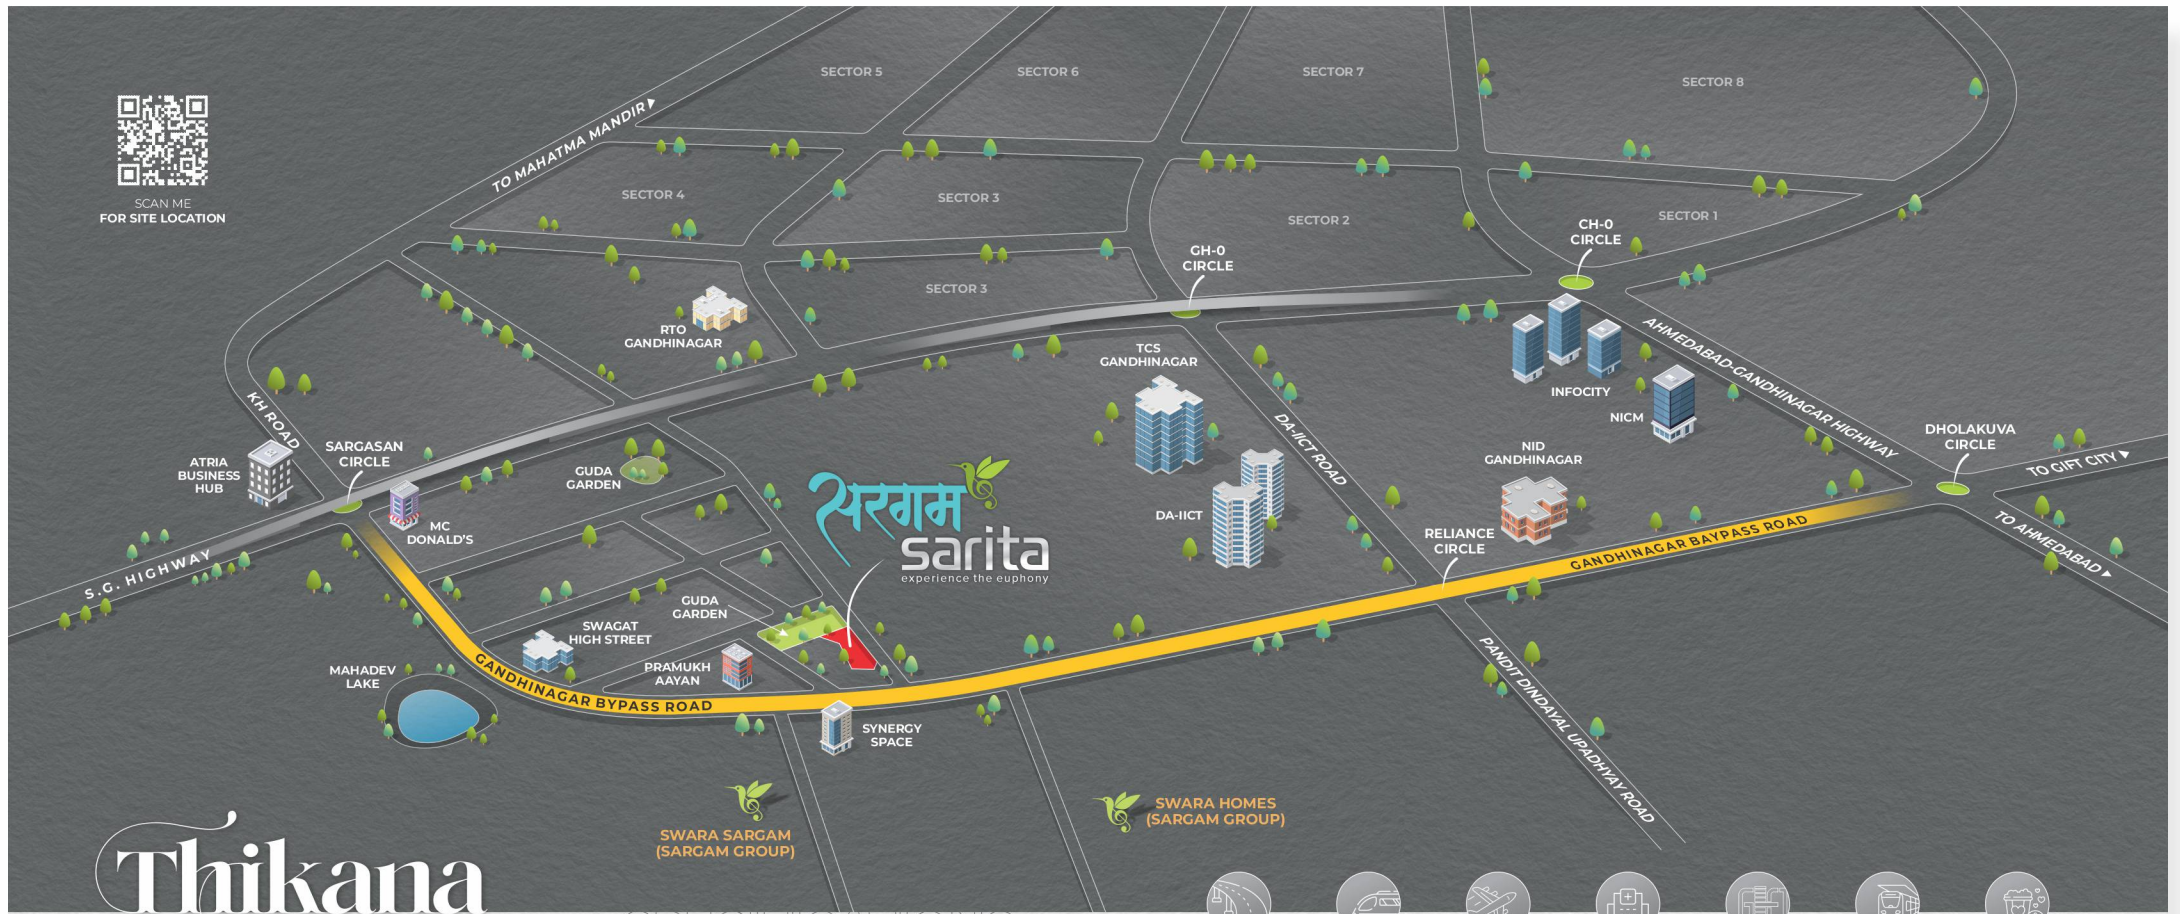 SECTOR 5
SECTOR 6
SECTOR 7
SECTOR 8
TO MAHATMA MANDIR
SCAN ME
FOR SITE LOCATION
SECTOR 4
SECTOR 3
SECTOR 2
SECTOR 1
CH-0
CIRCLE
GH-0
CIRCLE
SECTOR 3
RTO
GANDHINAGAR
TCS
GANDHINAGAR
AHMEDABAD-GANDHINAGAR HIGHWAY
INFOCITY
NICM
KH ROAD
SARGASAN
CIRCLE
ATRIA
BUSINESS
HUB
GUDA
GARDEN
DA-IICT ROAD
NID
GANDHINAGAR
DHOLAKUVA
CIRCLE
TO GIFT CITY
MC
DONALD'S
सरगम
sarita
experience the euphony
DA-IICT
RELIANCE
CIRCLE
GANDHINAGAR BAYPASS ROAD
TO AHMEDABAD
S.G. HIGHWAY
GUDA
GARDEN
SWAGAT
HIGH STREET
PRAMUKH
AAYAN
MAHADEV
LAKE
GANDHINAGAR BYPASS ROAD
SYNERGY
SPACE
PANDIT DINDAYAL UPADHYAY ROAD
SWARA HOMES
(SARGAM GROUP)
SWARA SARGAM
(SARGAM GROUP)
Thikana